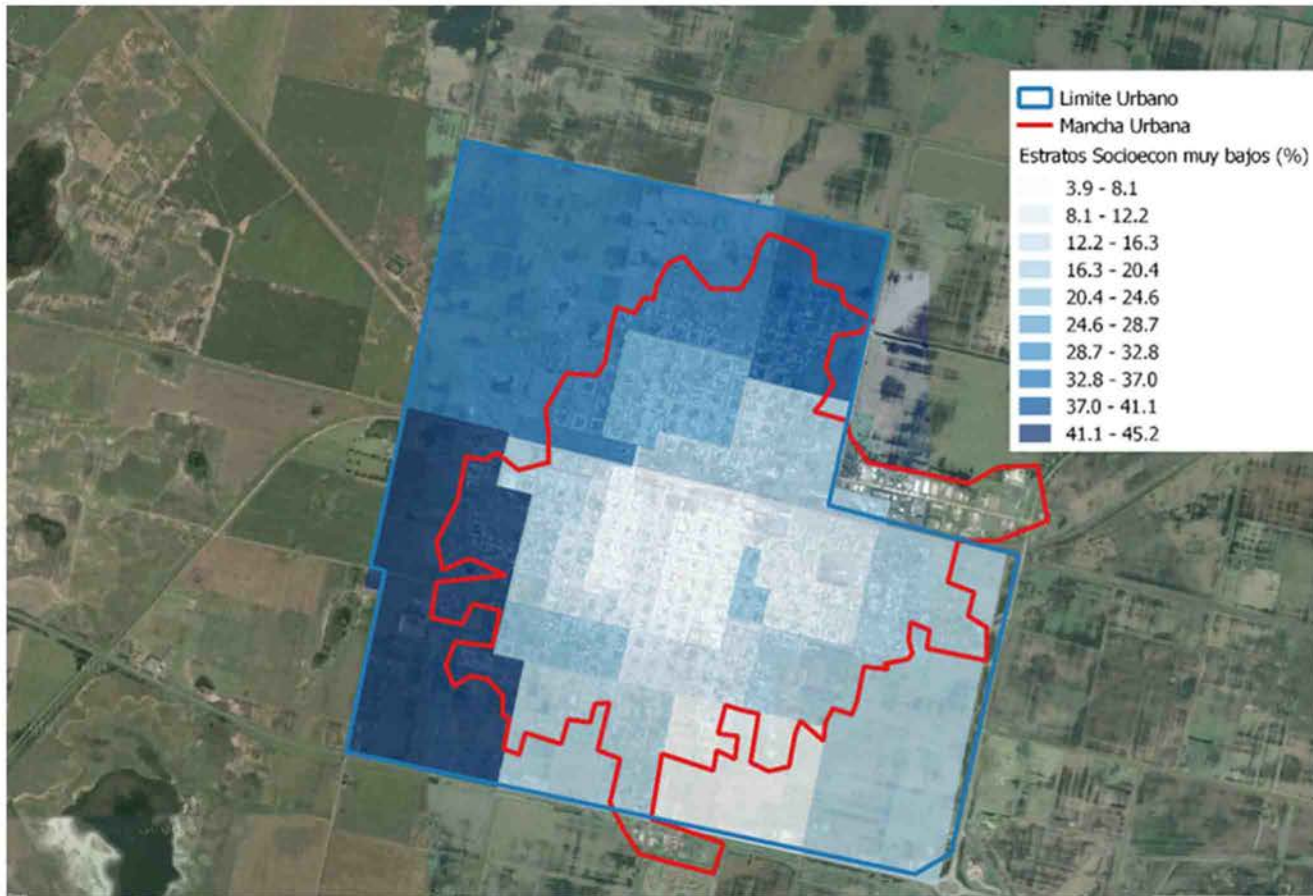 Limite Urbano
Mancha Urbana
Estratos Socioecon muy bajos (%)
3.9 - 8.1
8.1 - 12.2
12.2 - 16.3
16.3 - 20.4
20.4 - 24.6
24.6 - 28.7
28.7 - 32.8
32.8 - 37.0
37.0 - 41.1
41.1 - 45.2